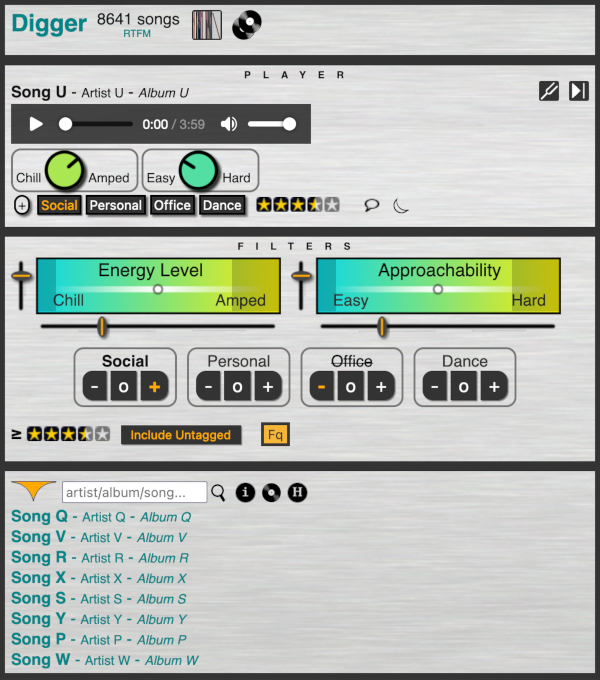 Digger 8641 songs
RTFM
PLAYER
Song U - Artist U - Album U
0:00 / 3:59
Chill Amped Easy Hard
+ Social Personal Office Dance
FILTERS
Energy Level Approachability
Chill Amped Easy Hard
Social Personal Office Dance
- o + - o + - o + - o +
≥ Include Untagged Fq
artist/album/song... i H
Song Q - Artist Q - Album Q
Song V - Artist V - Album V
Song R - Artist R - Album R
Song X - Artist X - Album X
Song S - Artist S - Album S
Song Y - Artist Y - Album Y
Song P - Artist P - Album P
Song W - Artist W - Album W